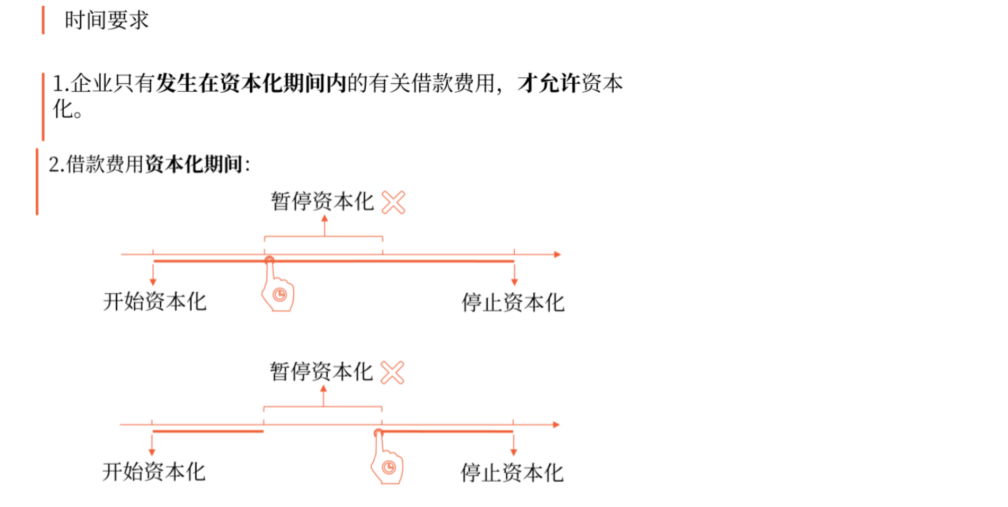 时间要求
1.企业只有发生在资本化期间内的有关借款费用，才允许资本
化。
2.借款费用资本化期间：
暂停资本化
开始资本化
停止资本化
暂停资本化
开始资本化
停止资本化